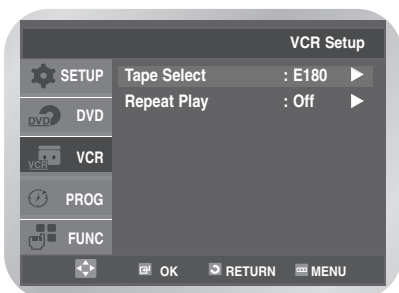 VCR Setup
SETUP
Tape Select : E180
Repeat Play : Off
DVD DVD
VCR VCR
PROG
FUNC
OK RETURN MENU